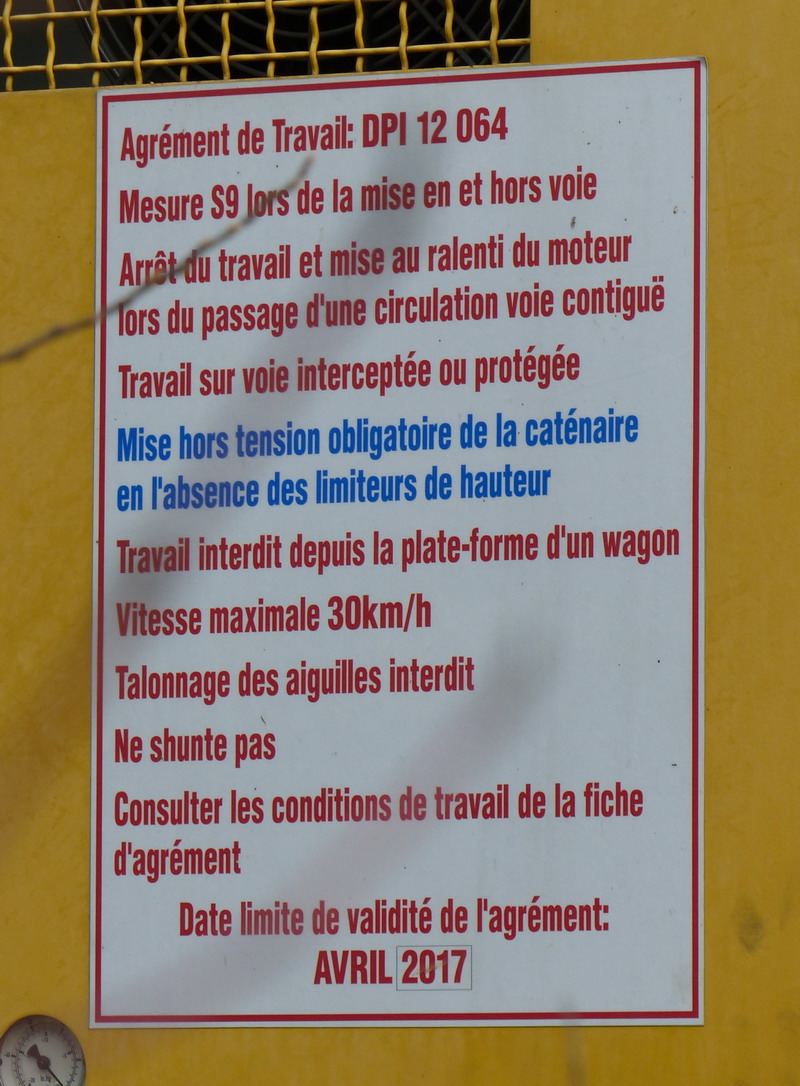 Agrément de Travail: DPI 12 064
Mesure S9 lors de la mise en et hors voie
Arrêt du travail et mise au ralenti du moteur
lors du passage d'une circulation voie contiguë
Travail sur voie interceptée ou protégée
Mise hors tension obligatoire de la caténaire
en l'absence des limiteurs de hauteur
Travail interdit depuis la plate-forme d'un wagon
Vitesse maximale 30km/h
Talonnage des aiguilles interdit
Ne shunte pas
Consulter les conditions de travail de la fiche
d'agrément
Date limite de validité de l'agrément:
AVRIL 2017